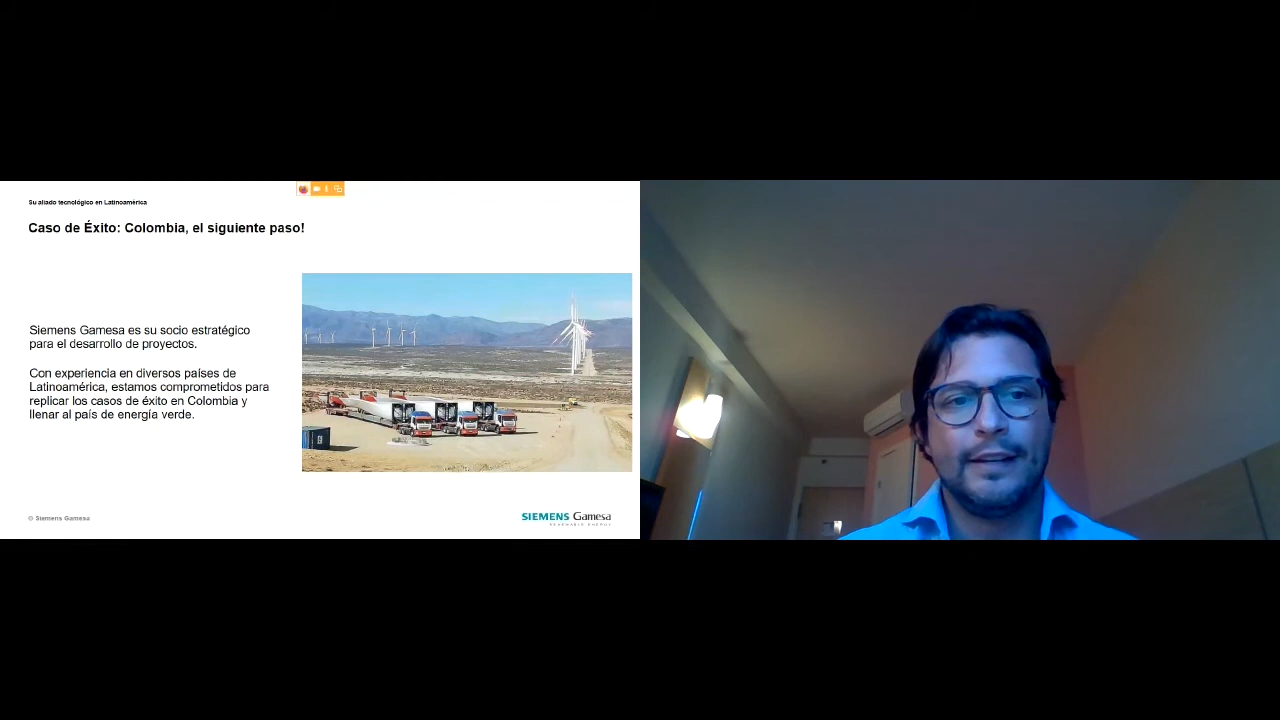 Su aliado tecnológico en Latinoamérica
Caso de Éxito: Colombia, el siguiente paso!
Siemens Gamesa es su socio estratégico
para el desarrollo de proyectos.
Con experiencia en diversos países de
Latinoamérica, estamos comprometidos para
replicar los casos de éxito en Colombia y
llenar al país de energía verde.
© Siemens Gamesa
SIEMENS Gamesa
RENEWABLE ENERGY